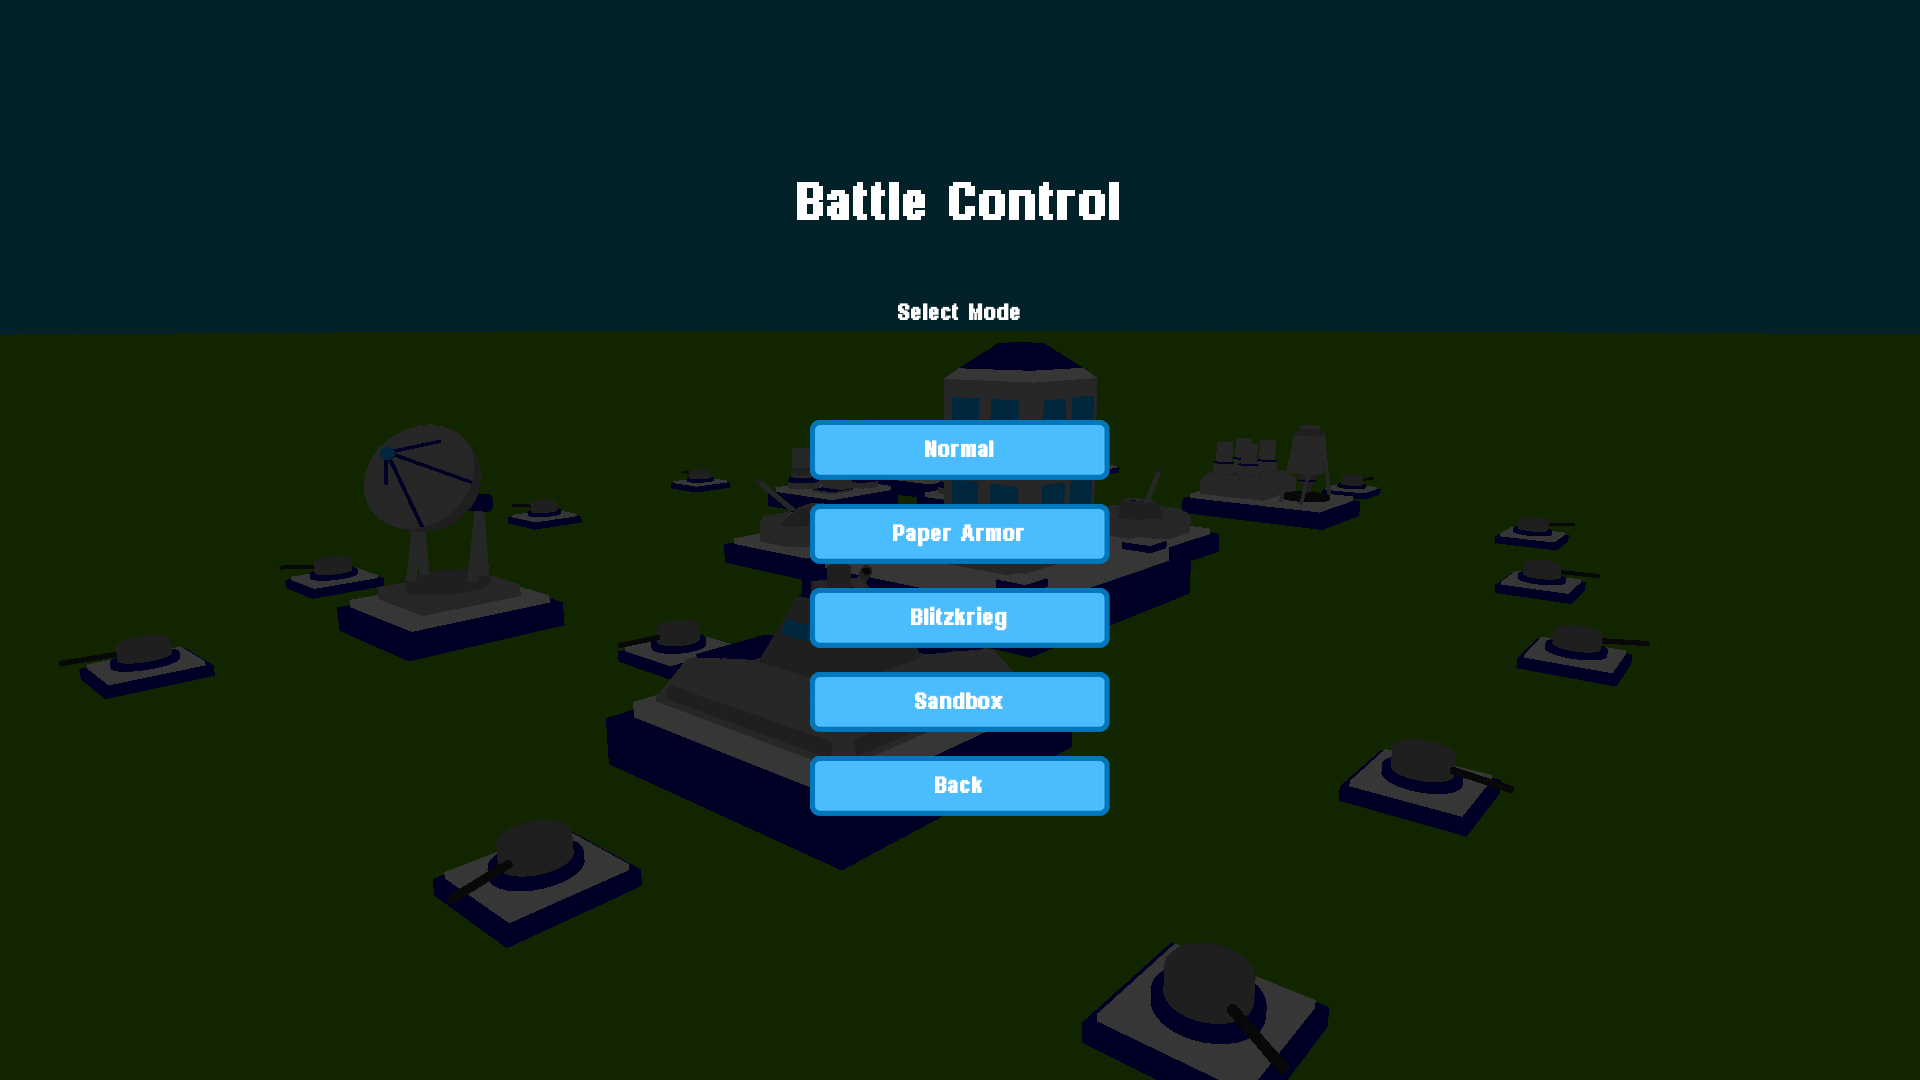 Battle Control
Select Mode
Normal
Paper Armor
Blitzkrieg
Sandbox
Back